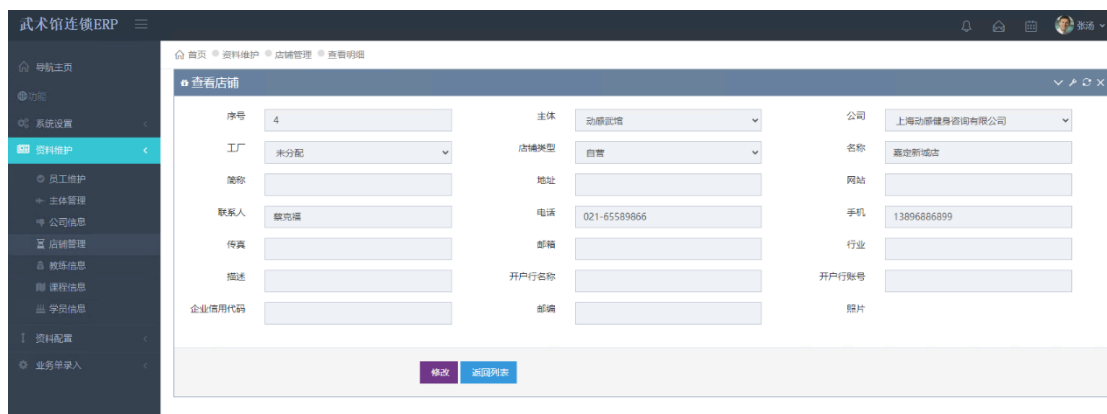 武术馆连锁ERP
张汤
首页 资料维护 店铺管理 查看明细
导航主页
功能
系统设置
资料维护
员工维护
主体管理
公司信息
店铺管理
教练信息
课程信息
学员信息
资料配置
业务单录入
查看店铺
序号 4 主体 动感武馆 公司 上海动感健身咨询有限公司
工厂 未分配 店铺类型 自营 名称 嘉定新城店
简称 地址 网站
联系人 蔡克福 电话 021-65589866 手机 13896886899
传真 邮箱 行业
描述 开户行名称 开户行账号
企业信用代码 邮编 照片
修改 返回列表